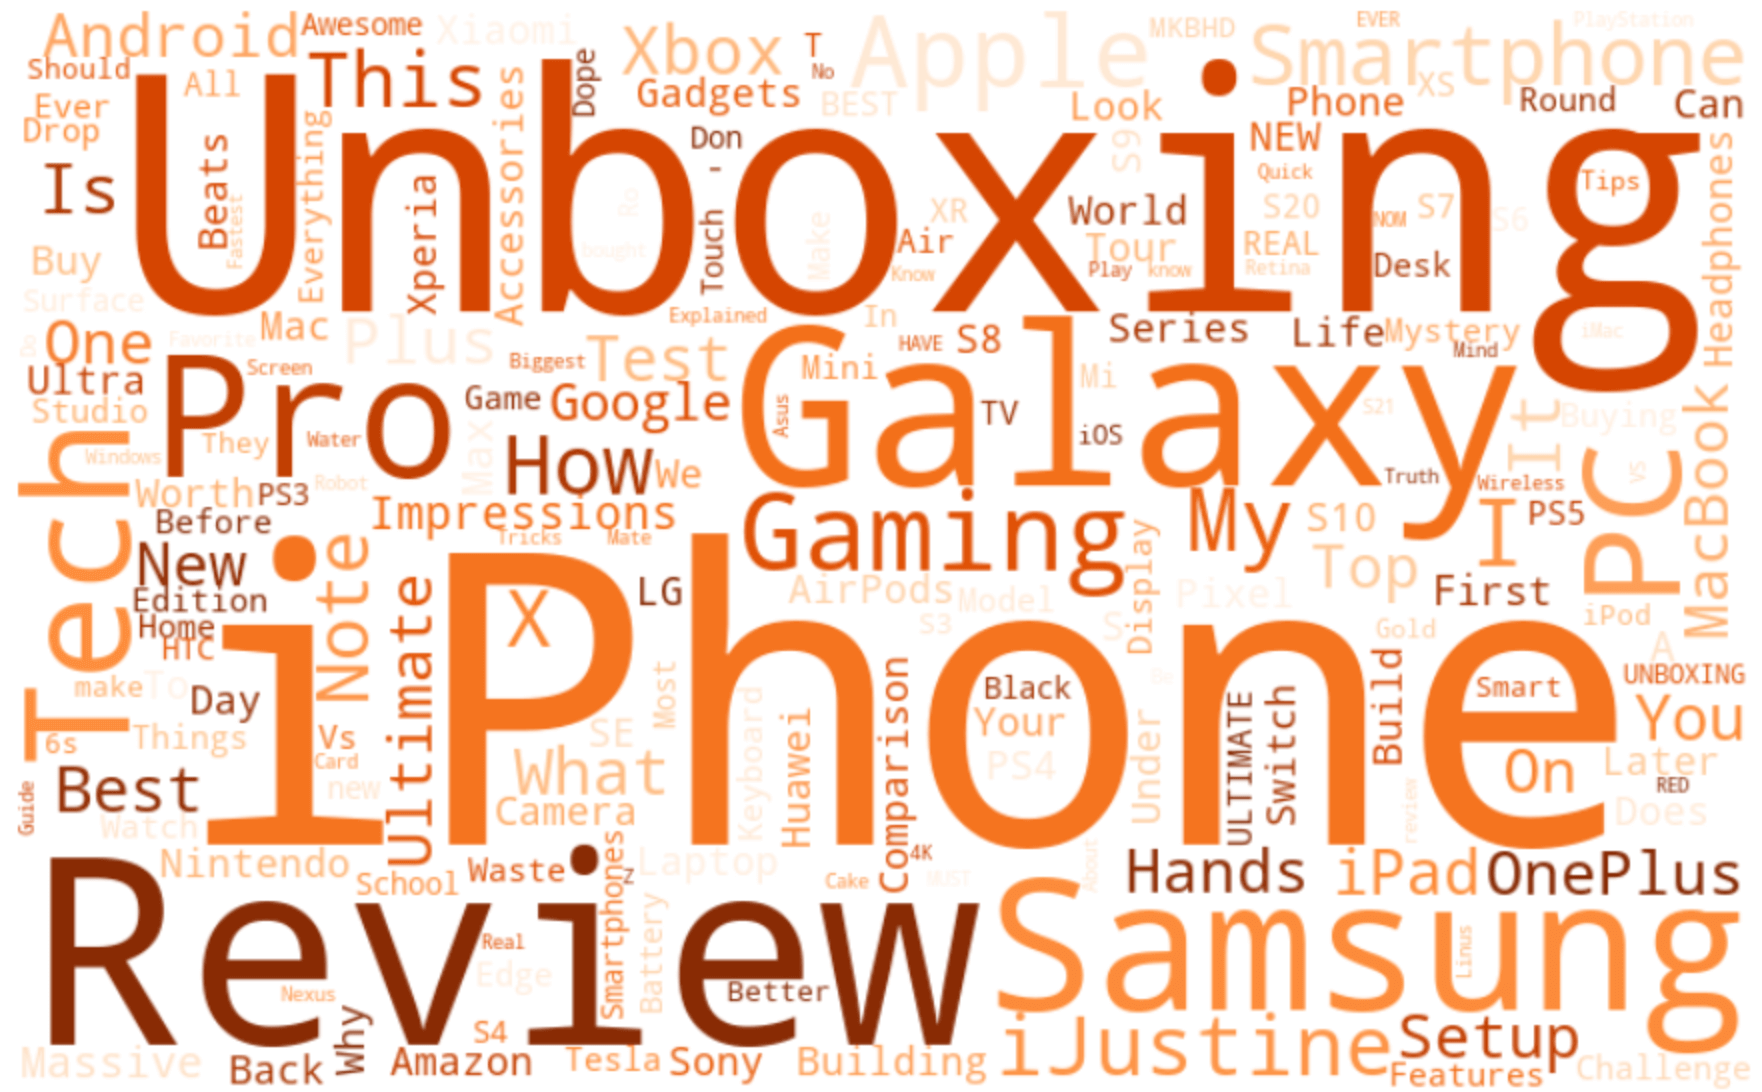 Android
Awesome
Xiaomi
Xbox
T
No
Apple
MKBHD
EVER
PlayStation
Smartphone
Should
All
This
Dope
Gadgets
BEST
Look
XS
Phone
Round
Can
Ever
Drop
Unboxing
Accessories
Everything
Beats
Fastest
Xperia
Don
-
Touch
Ro
bought
Make
S9
NEW
Quick
Tips
Is
Air
XR
World
S20
NOM
S7
S6
Headphones
Buy
Know
Tour
Play
know
REAL
Retina
Desk
Surface
Explained
In
One
Do
Favorite
Mac
Plus
Biggest
Test
HAVE
S8
Series
Life
Mystery
Mind
iMac
Ultra
Pro
Screen
Game
Google
Mini
Galaxy
Mi
Studio
Asus
TV
iOS
S21
It
Buying
MacBook
Tech
They
Water
Max
How
We
Windows
Truth
Wireless
VS
PC
Worth
PS3
Robot
Impressions
Gaming
My
S10
I
PS5
Before
Tricks
Mate
New
Note
Display
Top
Edition
iPhone
X
LG
AirPods
Model
Pixel
First
Home
HTC
Ultimate
S3
S
Gold
iPod
A
make
To
Day
Most
Comparison
Black
Be
Build
Smart
UNBOXING
6s
Things
Vs
Card
SE
Keyboard
Your
ULTIMATE
Switch
You
What
Huawei
PS4
Under
On
Later
Guide
Best
new
Camera
review
RED
Does
Watch
Nintendo
School
Waste
Z
Laptop
4K
About
Hands
iPad
OnePlus
Review
Smartphones
Cake
MUST
Samsung
Real
Edge
Battery
Linus
Nexus
Better
Why
S4
iJustine
Setup
Massive
Back
Amazon
Tesla
Sony
Building
Features
Challenge